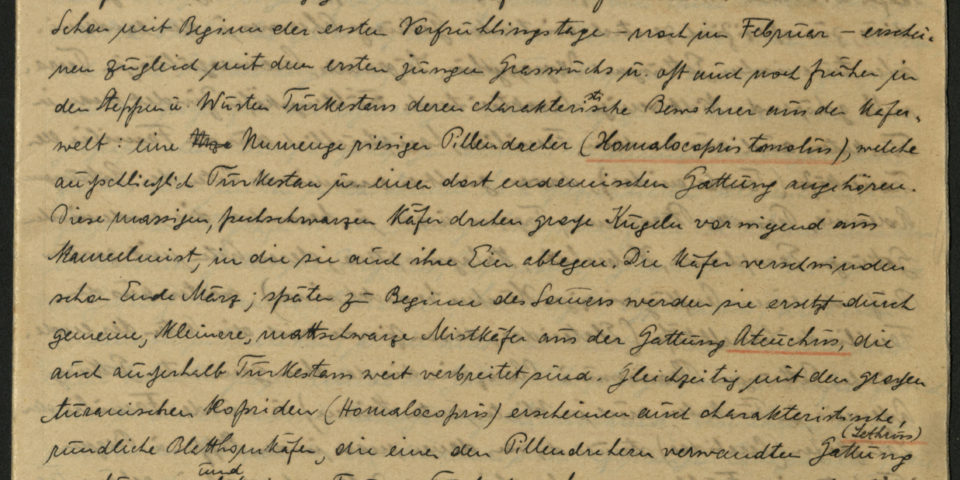 Schon mit Beginn der ersten Vorfrühlingstage – noch im Februar – erschei-
nen zugleich mit dem ersten jungen Graswuchs u. oft auch noch früher in
den Steppen u. Wüsten Turkestans deren charakteristische Bewohner aus der Käfer-
welt: eine Unmenge riesiger Pillendreher (Homalocopris tmolus), welche
ausschließlich Turkestan u. einer dort endemischen Gattung angehören.
Diese massigen, pechschwarzen Käfer drehen große Kugeln vorwiegend aus
Kamelmist, in die sie auch ihre Eier ablegen. Die Käfer verschwinden
schon Ende März; später zu Beginn des Sommers werden sie ersetzt durch
gemeine, kleinere, mattschwarze Mistkäfer aus der Gattung Ateuchus, die
auch außerhalb Turkestans weit verbreitet sind. Gleichzeitig mit den großen
turanischen Kopriden (Homalocopris) erscheinen auch charakteristische,
(Lethrus)
rundliche Blatthornkäfer, die einer den Pillendrehern verwandten Gattung
und